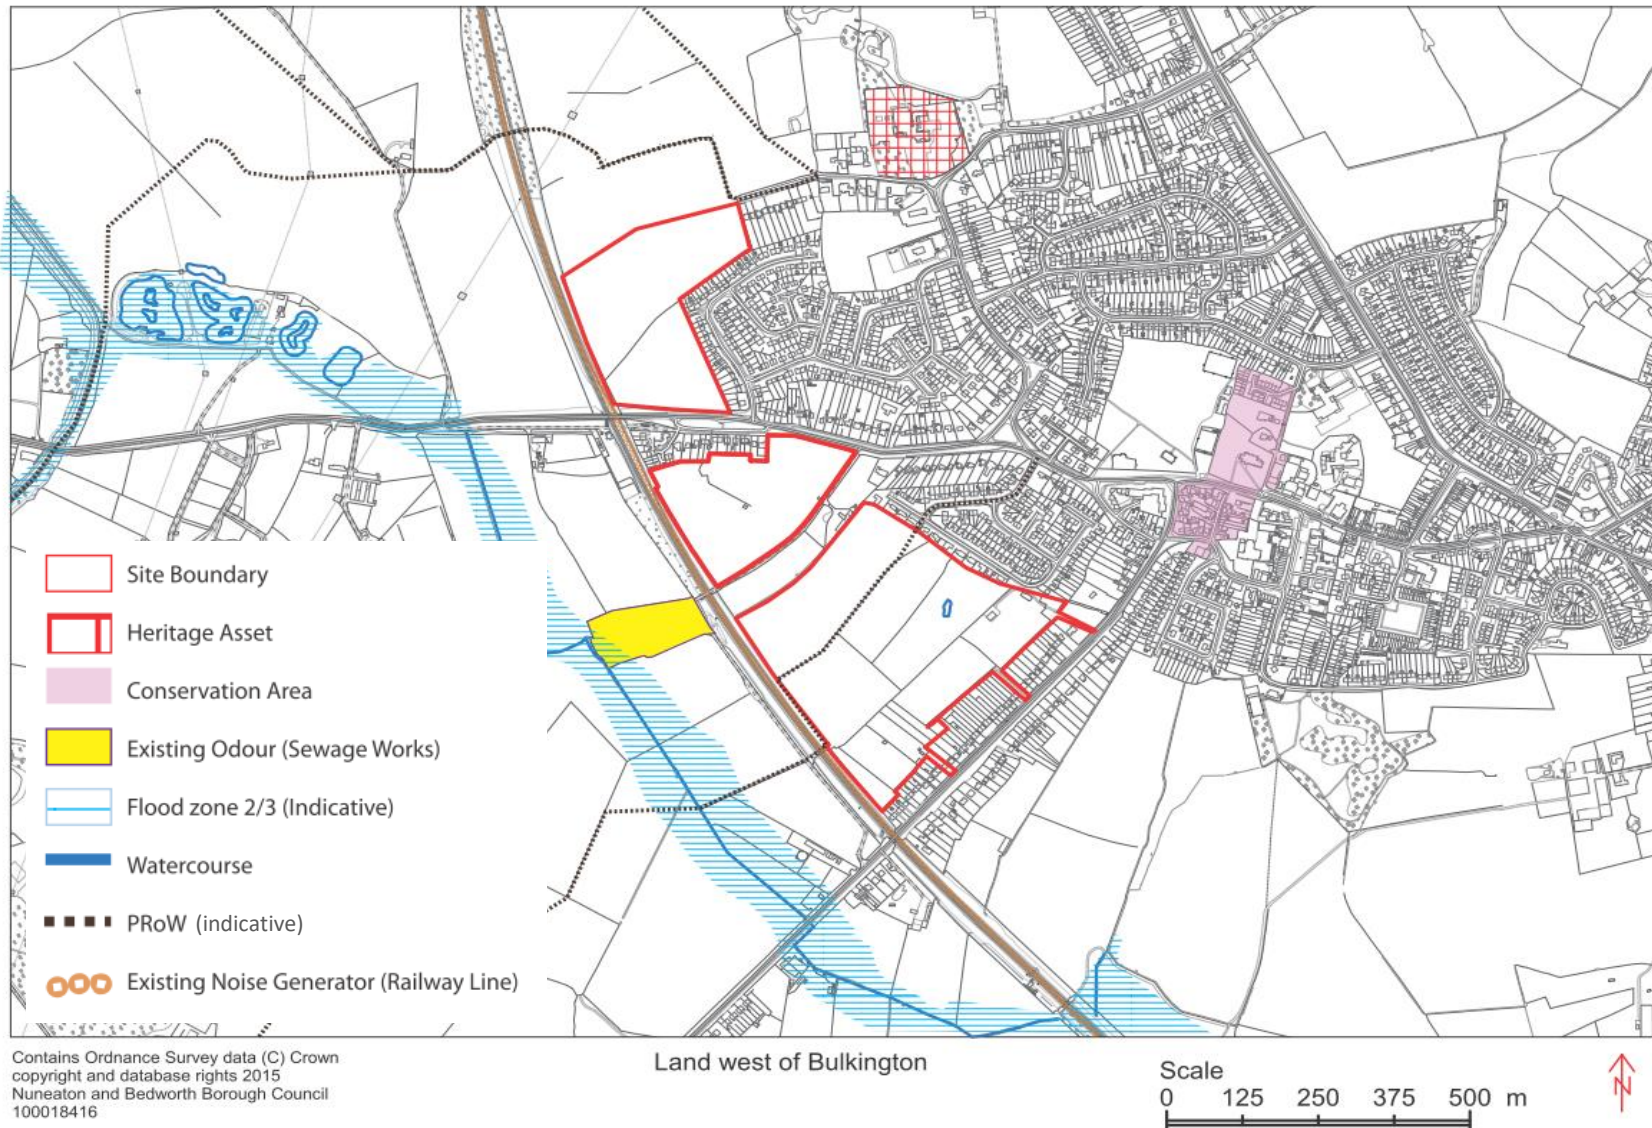 Site Boundary
Heritage Asset
Conservation Area
Existing Odour (Sewage Works)
Flood zone 2/3 (Indicative)
Watercourse
PRoW (indicative)
Existing Noise Generator (Railway Line)
Contains Ordnance Survey data (C) Crown
copyright and database rights 2015
Nuneaton and Bedworth Borough Council
100018416
Land west of Bulkington
Scale
0 125 250 375 500 m
N